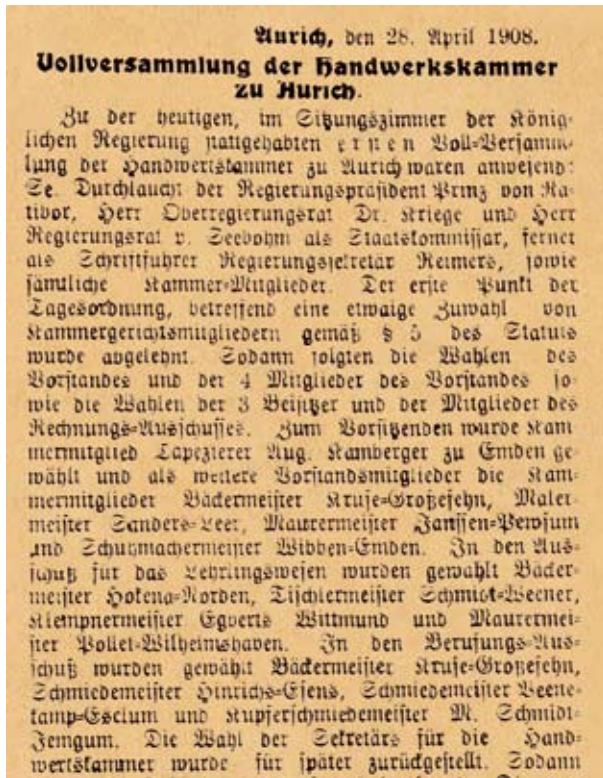 Aurich, den 28. April 1908.
Vollversammlung der Handwerkskammer
zu Aurich.
Zu der heutigen, im Sitzungszimmer der König-
lichen Regierung stattgehabten ersten Voll-Versamm-
lung der Handwerkskammer zu Aurich waren anwesend:
Se. Durchlaucht der Regierungspräsident Prinz von Ra-
tibor, Herr Oberregierungsrat Dr. Kriege und Herr
Regierungsrat v. Seebohm als Staatskommissar, ferner
als Schriftführer Regierungssekretär Reimers, sowie
sämtliche Kammer-Mitglieder. Der erste Punkt der
Tagesordnung, betreffend eine etwaige Zuwahl von
Kammergerichtsmitgliedern gemäß § 5 des Statuts
wurde abgelehnt. Sodann folgten die Wahlen des
Vorstandes und der 4 Mitglieder des Vorstandes so-
wie die Wahlen der 3 Beisitzer und der Mitglieder des
Rechnungs-Ausschusses. Zum Vorsitzenden wurde Kam
mermitglied Tapezierer Aug. Kamberger zu Emden ge-
wählt und als weitere Vorstandsmitglieder die Kam-
mermitglieder Bäckermeister Kruse-Großefehn, Maler-
meister Sanders-Leer, Maurermeister Janssen-Pewsum
und Schuhmachermeister Wibben-Emden. In den Aus-
schuß für das Lehrlingswesen wurden gewählt Bäcker-
meister Hokena-Norden, Tischlermeister Schmidt-Weener,
Klempnermeister Egberts Wittmund und Maurermei-
ster Pollet-Wilhelmshaven. In den Berufungs-Aus-
schuß wurden gewählt Bäckermeister Kruse-Großefehn,
Schmiedemeister Hinrichs-Esens, Schmiedemeister Veene-
kamp-Esclum und Kupferschmiedemeister M. Schmidt-
Jemgum. Die Wahl der Sekretärs für die Hand-
werkskammer wurde für später zurückgestellt. Sodann